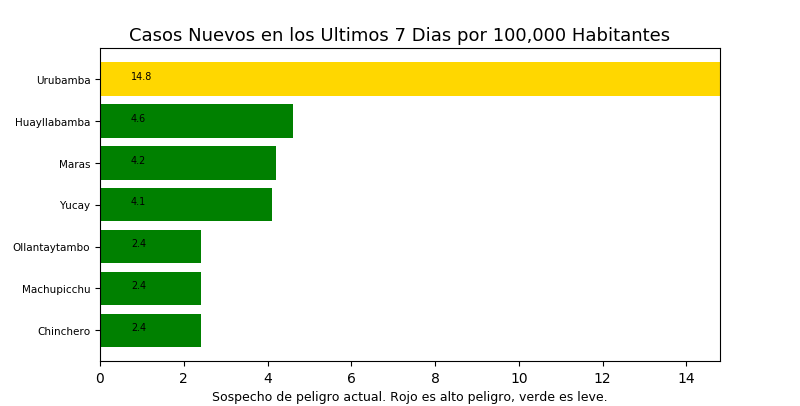 Casos Nuevos en los Ultimos 7 Dias por 100,000 Habitantes
Urubamba 14.8
Huayllabamba 4.6
Maras 4.2
Yucay 4.1
Ollantaytambo 2.4
Machupicchu 2.4
Chinchero 2.4
0 2 4 6 8 10 12 14
Sospecho de peligro actual. Rojo es alto peligro, verde es leve.